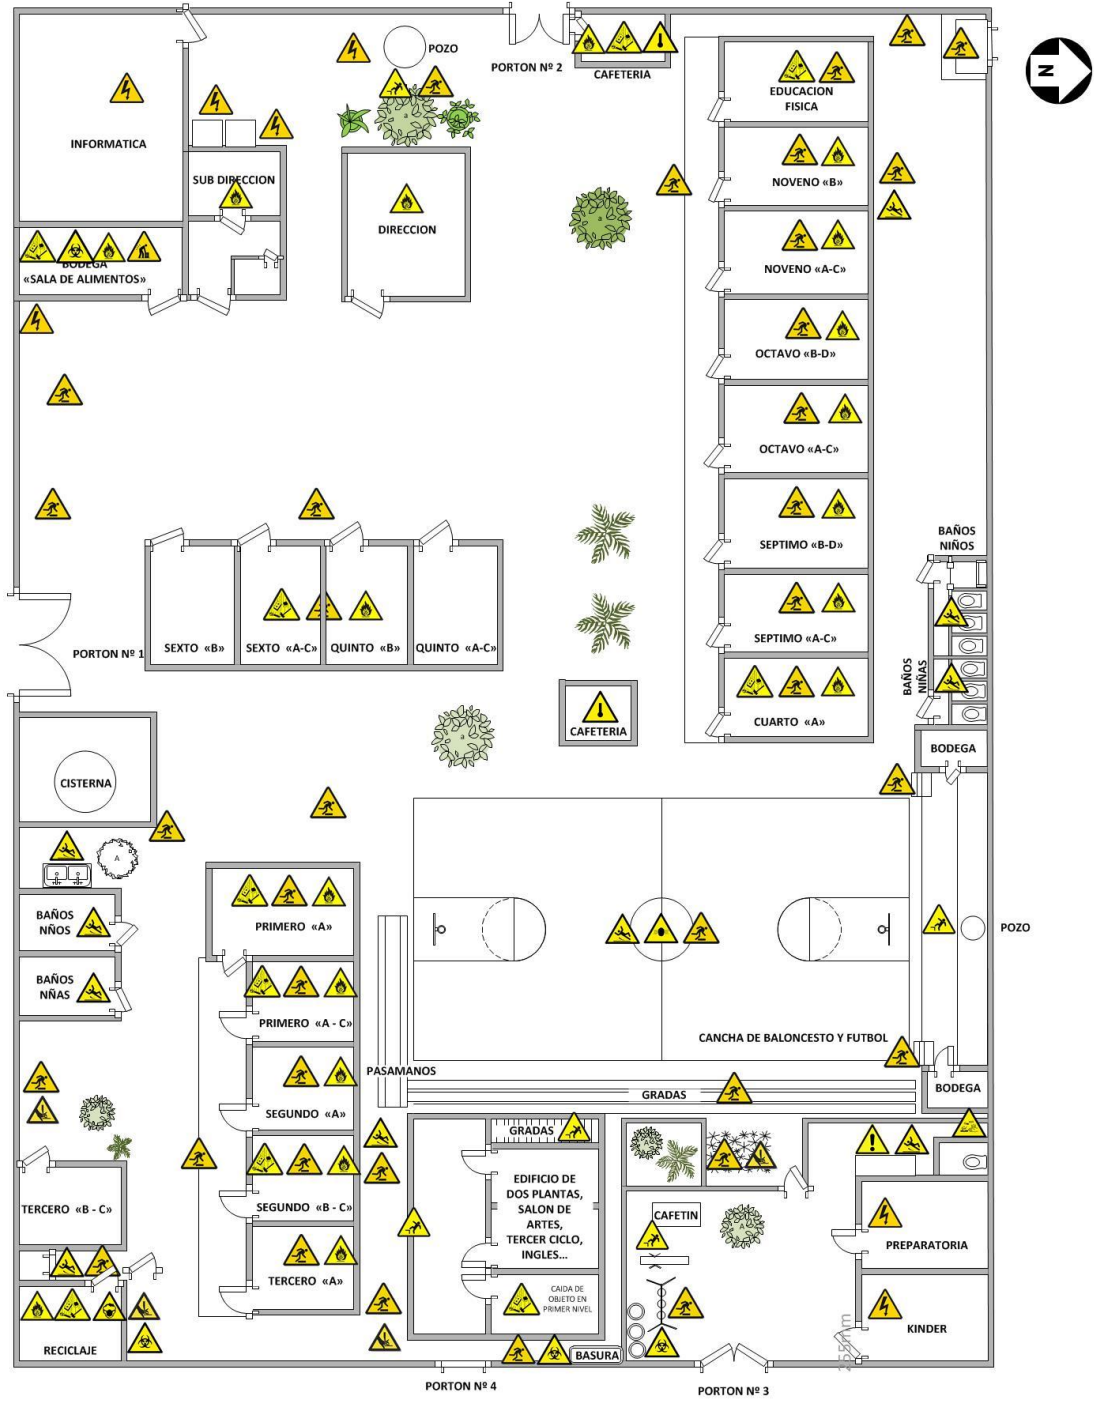 POZO
PORTON Nº 2
CAFETERIA
N
INFORMATICA
EDUCACION
FISICA
SUB DIRECCION
NOVENO «B»
DIRECCION
BODEGA
«SALA DE ALIMENTOS»
NOVENO «A-C»
OCTAVO «B-D»
OCTAVO «A-C»
SEPTIMO «B-D»
BAÑOS
NIÑOS
SEPTIMO «A-C»
PORTON Nº 1
SEXTO «B»
SEXTO «A-C»
QUINTO «B»
QUINTO «A-C»
BAÑOS
NIÑAS
CUARTO «A»
CAFETERIA
BODEGA
CISTERNA
A
BAÑOS
NÑOS
PRIMERO «A»
POZO
BAÑOS
NÑAS
PRIMERO «A - C»
CANCHA DE BALONCESTO Y FUTBOL
PASAMANOS
BODEGA
GRADAS
SEGUNDO «A»
GRADAS
EDIFICIO DE
DOS PLANTAS,
SALON DE
ARTES,
TERCER CICLO,
INGLES...
TERCERO «B - C»
SEGUNDO «B - C»
CAFETIN
PREPARATORIA
TERCERO «A»
CAIDA DE
OBJETO EN
PRIMER NIVEL
KINDER
255mm
RECICLAJE
BASURA
PORTON Nº 4
PORTON Nº 3